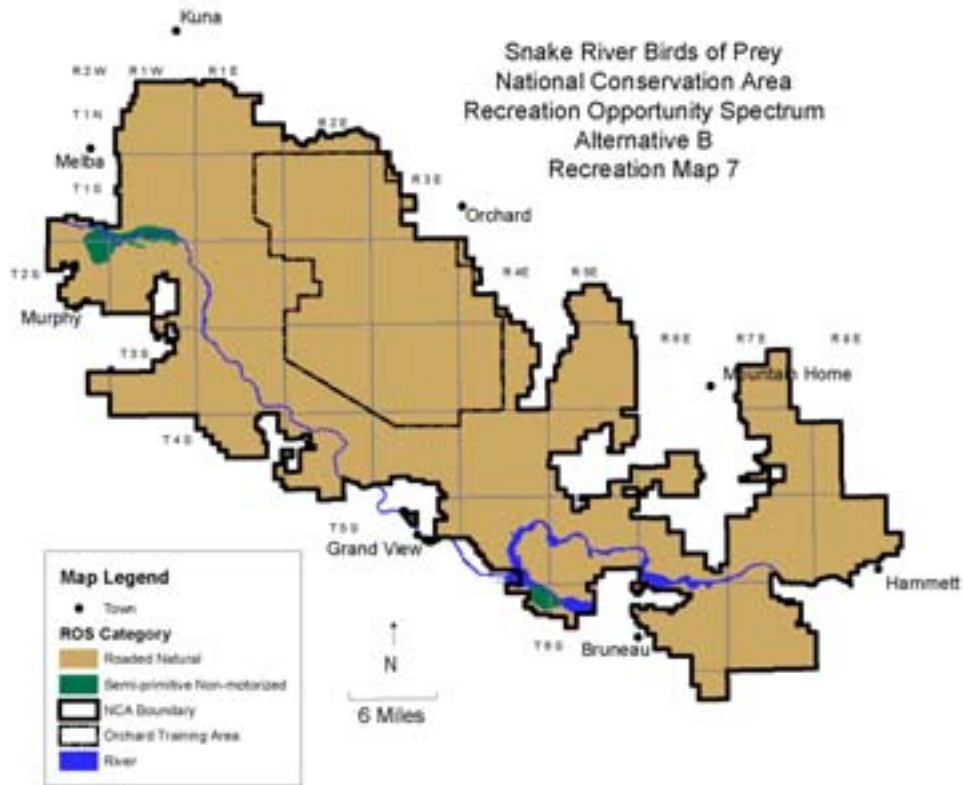 Kuna
Snake River Birds of Prey
National Conservation Area
Recreation Opportunity Spectrum
Alternative B
Recreation Map 7
R2W R1W R1E
T1N
R2E
Melba
T1S
R3E
Orchard
T2S
R4E R5E
Murphy
T3S
R6E R7E R8E
Mountain Home
T4S
T5S
Grand View
Hammett
T6S
Bruneau
N
6 Miles
Map Legend
Town
ROS Category
Roaded Natural
Semi-primitive Non-motorized
NCA Boundary
Orchard Training Area
River